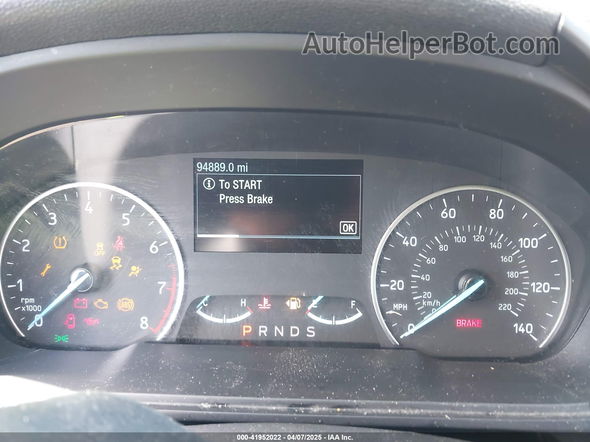 AutoHelperBot.com
94889.0 mi
To START
Press Brake
OK
0 1 2 3 4 5 6 7 8
rpm
x1000
C H
F
PRNDS
0 20 40 60 80 100 120 140
MPH
km/h
20 40 60 80 100 120 140 160 180 200 220
BRAKE
000-41952022 - 04/07/2025 - IAA Inc.